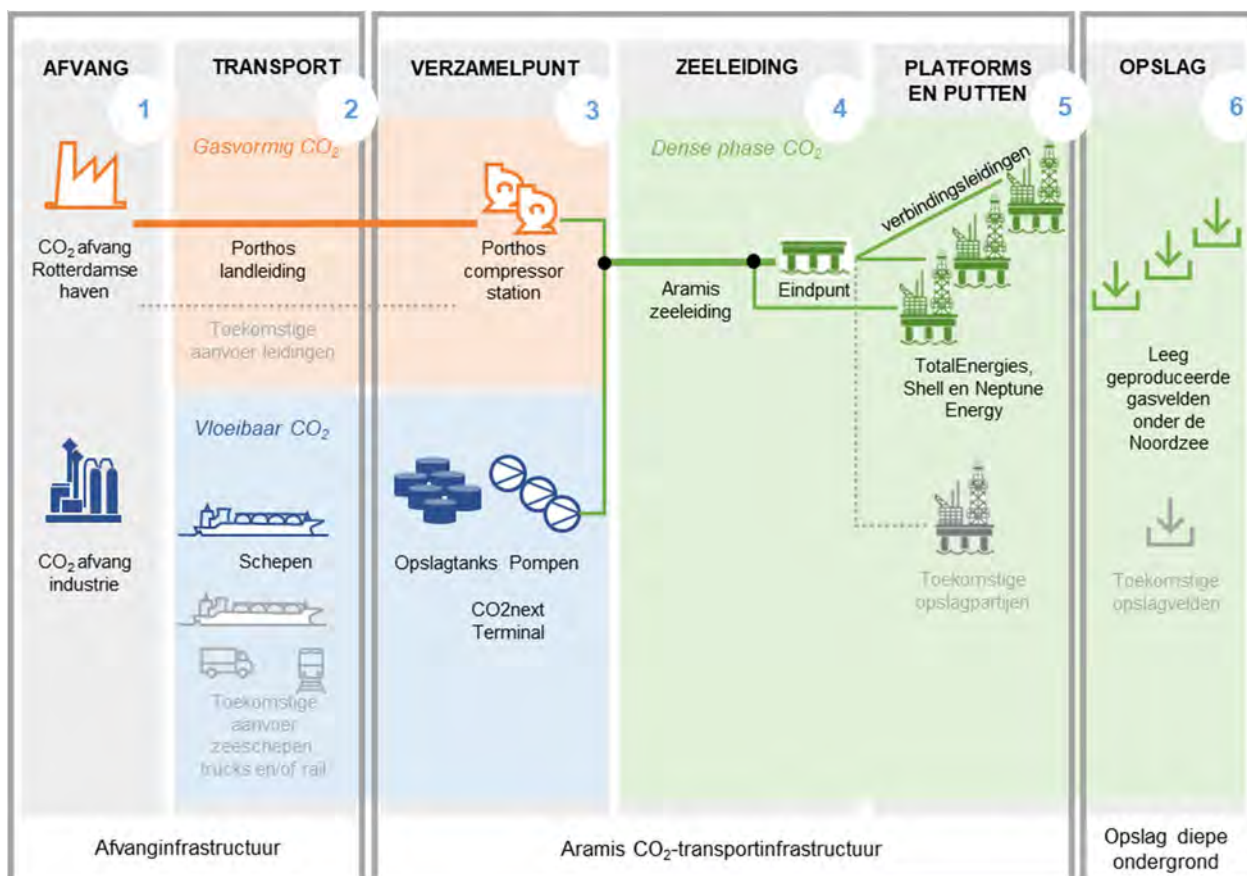 AFVANG
TRANSPORT
VERZAMELPUNT
ZEELEIDING
PLATFORMS
EN PUTTEN
OPSLAG
1
2
3
4
5
6
Gasvormig CO₂
Dense phase CO₂
verbindingsleidingen
CO₂ afvang
Rotterdamse
haven
Porthos
landleiding
Porthos
compressor
station
Aramis
zeeleiding
Eindpunt
Toekomstige
aanvoer leidingen
TotalEnergies,
Shell en Neptune
Energy
Leeg
geproduceerde
gasvelden
onder de
Noordzee
Vloeibaar CO₂
CO₂ afvang
industrie
Schepen
Opslagtanks
Pompen
CO2next
Terminal
Toekomstige
opslagpartijen
Toekomstige
opslagvelden
Toekomstige
aanvoer
zeeschepen,
trucks en/of rail
Afvanginfrastructuur
Aramis CO₂-transportinfrastructuur
Opslag diepe
ondergrond